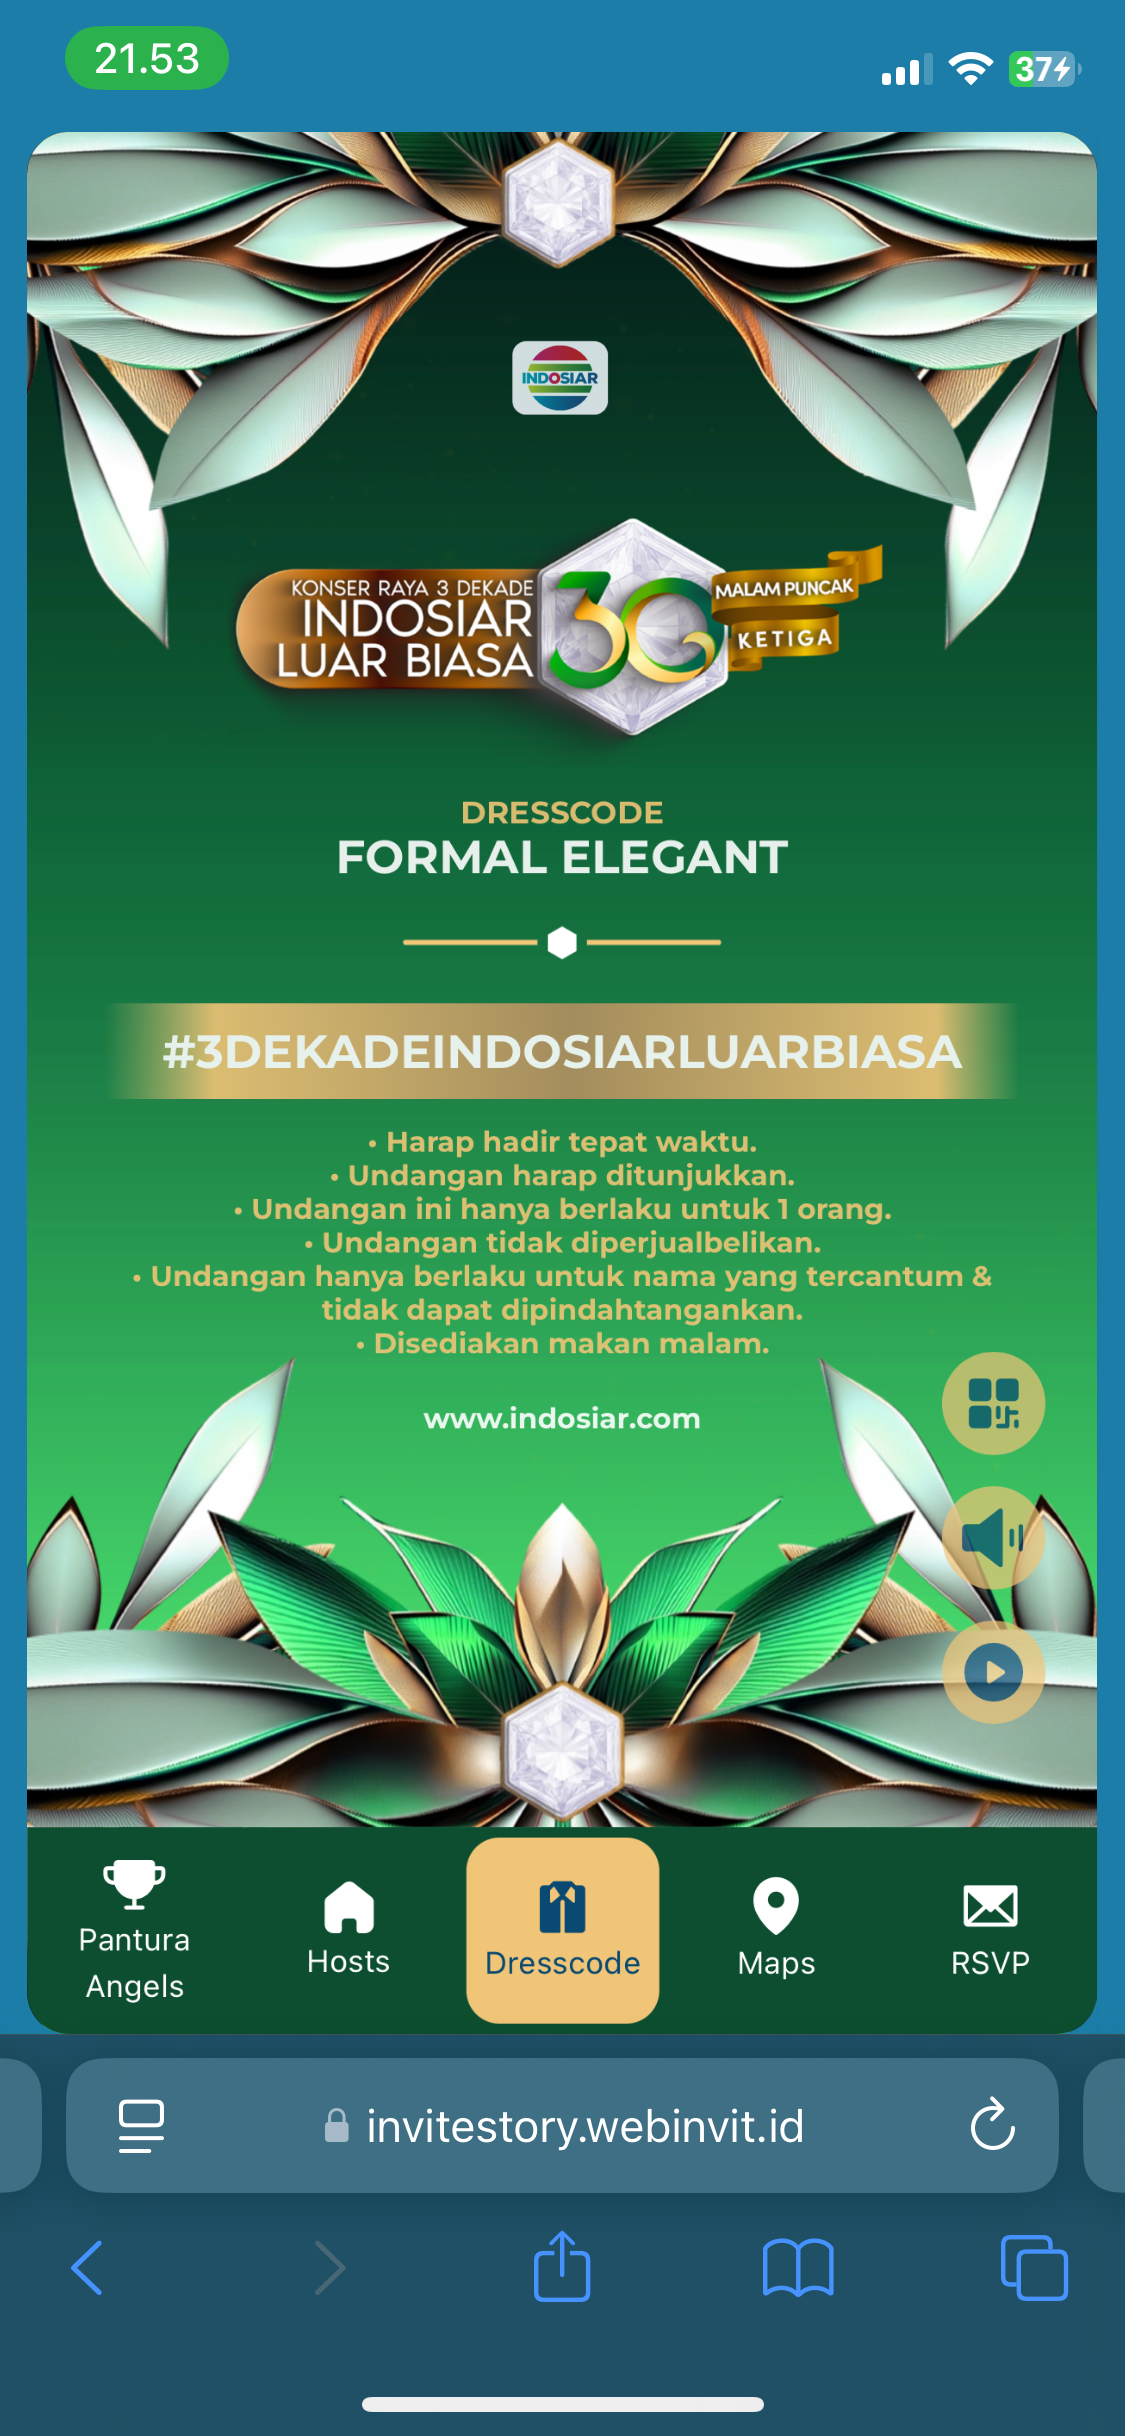 21.53
37
INDOSIAR
KONSER RAYA 3 DEKADE
INDOSIAR
LUAR BIASA
30
MALAM PUNCAK
KETIGA
DRESSCODE
FORMAL ELEGANT
#3DEKADEINDOSIARLUARBIASA
• Harap hadir tepat waktu.
• Undangan harap ditunjukkan.
• Undangan ini hanya berlaku untuk 1 orang.
• Undangan tidak diperjualbelikan.
• Undangan hanya berlaku untuk nama yang tercantum &
tidak dapat dipindahtangankan.
• Disediakan makan malam.
www.indosiar.com
Pantura
Angels
Hosts
Dresscode
Maps
RSVP
invitestory.webinvit.id